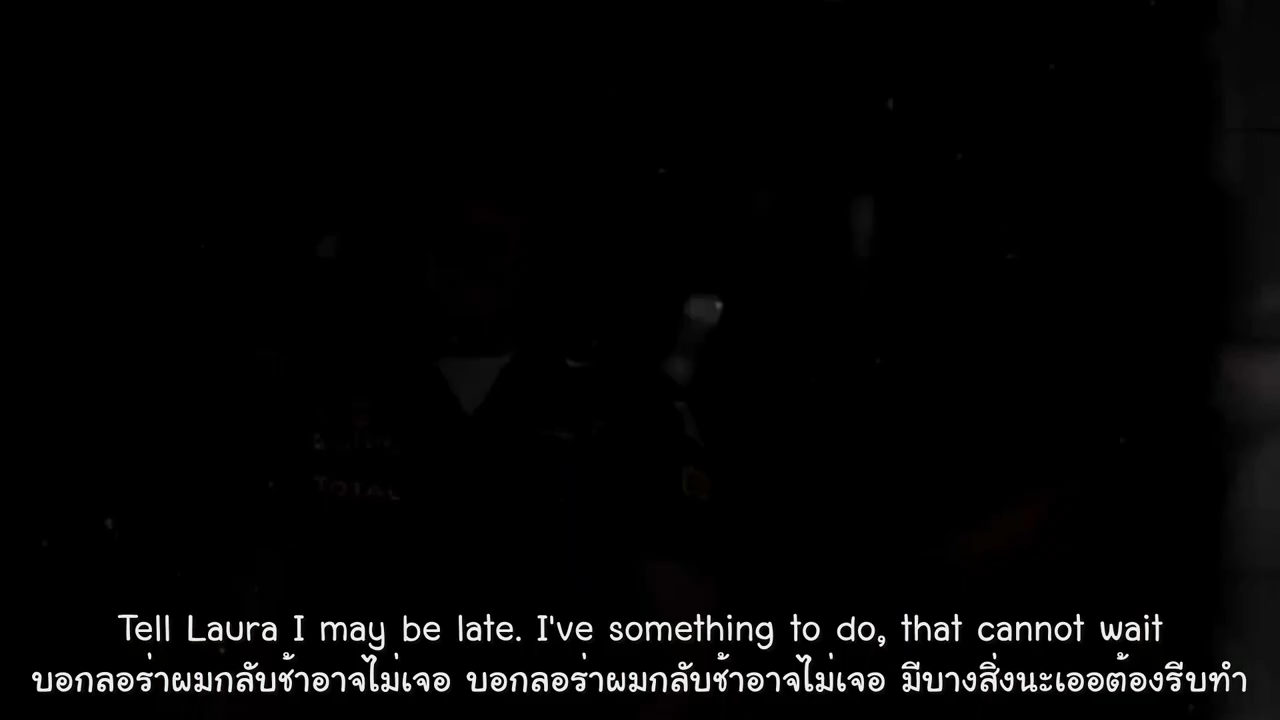 Tell Laura I may be late. I've something to do, that cannot wait
บอกลอร่าผมกลับช้าอาจไม่เจอ บอกลอร่าผมกลับช้าอาจไม่เจอ มีบางสิ่งนะเออต้องรีบทำ